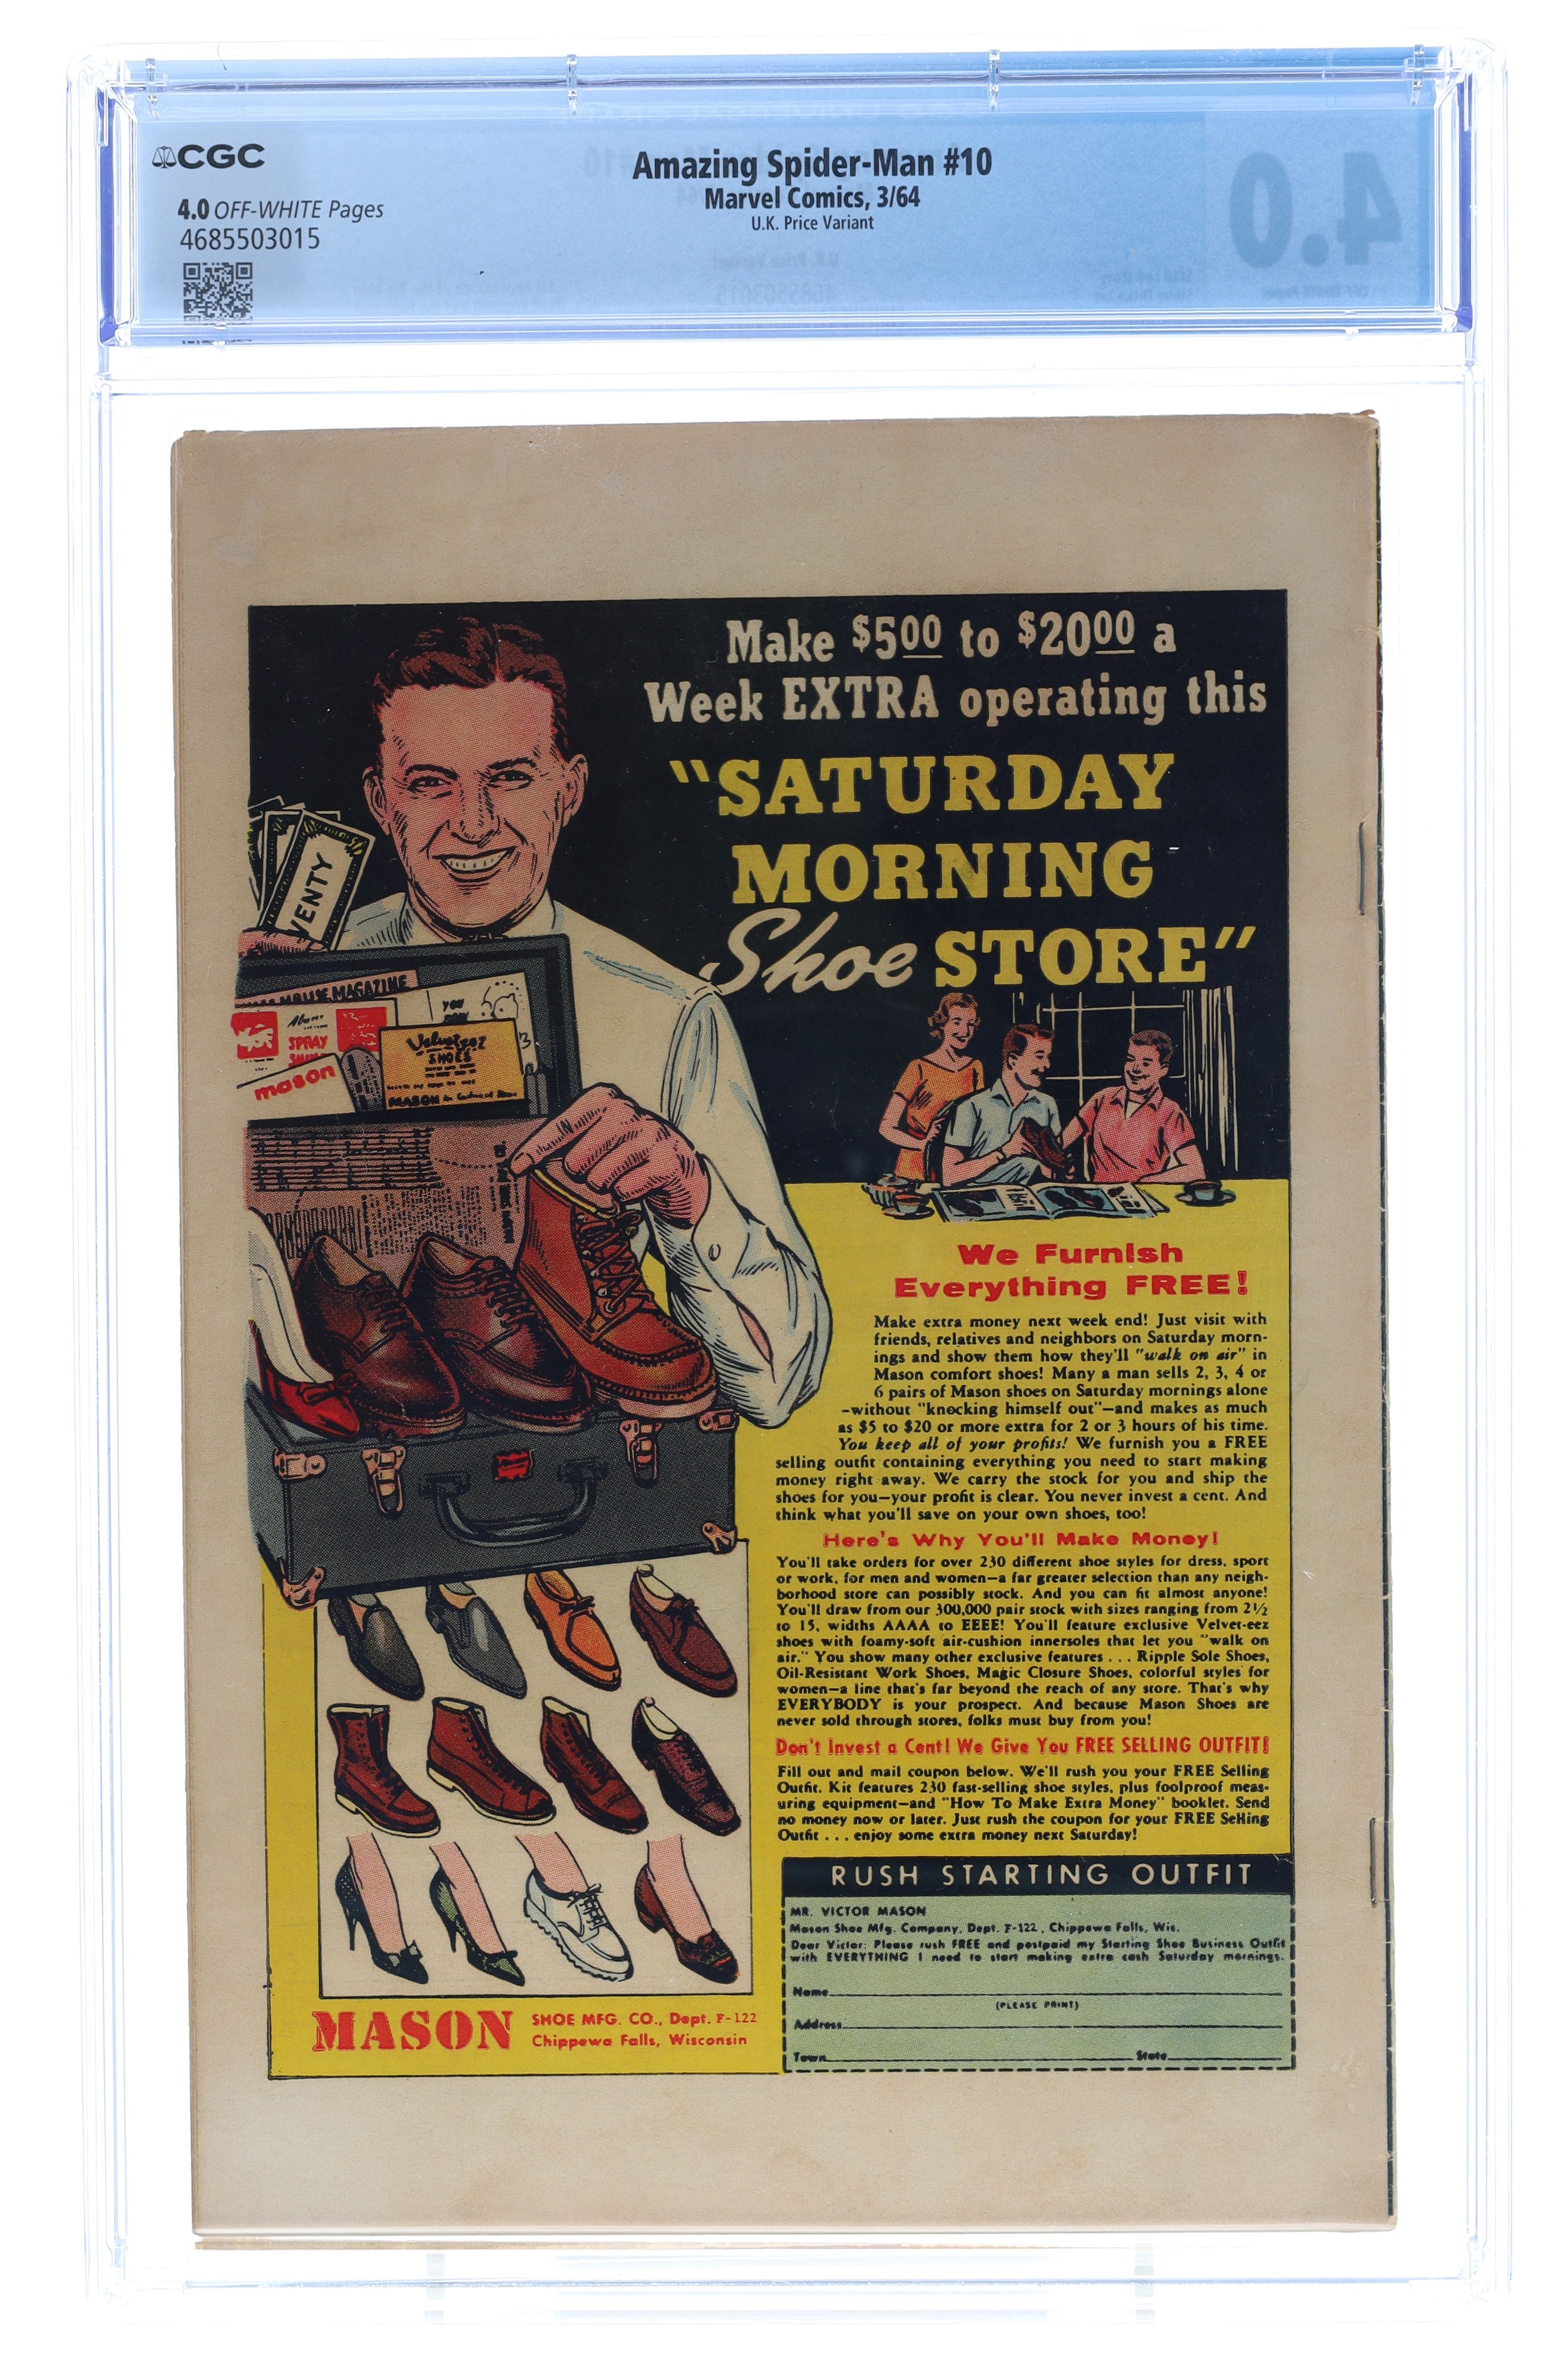 CGC
4.0 OFF-WHITE Pages
4685503015
Amazing Spider-Man #10
Marvel Comics, 3/64
U.K. Price Variant
4.0
Make $5.00 to $20.00 a
Week EXTRA operating this
"SATURDAY
MORNING
Shoe STORE"
VENTY
HOUSE MAGAZINE
YOU
SPRAY
mason
Velveteez
SHOES
MASON
We Furnish
Everything FREE!
Make extra money next week end! Just visit with
friends, relatives and neighbors on Saturday morn-
ings and show them how they'll "walk on air" in
Mason comfort shoes! Many a man sells 2, 3, 4 or
6 pairs of Mason shoes on Saturday mornings alone
-without "knocking himself out"—and makes as much
as $5 to $20 or more extra for 2 or 3 hours of his time.
You keep all of your profits! We furnish you a FREE
selling outfit containing everything you need to start making
money right away. We carry the stock for you and ship the
shoes for you—your profit is clear. You never invest a cent. And
think what you'll save on your own shoes, too!
Here's Why You'll Make Money!
You'll take orders for over 230 different shoe styles for dress, sport
or work, for men and women—a far greater selection than any neigh-
borhood store can possibly stock. And you can fit almost anyone!
You'll draw from our 300,000 pair stock with sizes ranging from 2½
to 15, widths AAAA to EEEE! You'll feature exclusive Velvet-eez
shoes with foamy-soft air-cushion innersoles that let you "walk on
air." You show many other exclusive features . . . Ripple Sole Shoes,
Oil-Resistant Work Shoes, Magic Closure Shoes, colorful styles for
women—a line that's far beyond the reach of any store. That's why
EVERYBODY is your prospect. And because Mason Shoes are
never sold through stores, folks must buy from you!
Don't Invest a Cent! We Give You FREE SELLING OUTFIT!
Fill out and mail coupon below. We'll rush you your FREE Selling
Outfit. Kit features 230 fast-selling shoe styles, plus foolproof meas-
uring equipment—and "How To Make Extra Money" booklet. Send
no money now or later. Just rush the coupon for your FREE Selling
Outfit . . . enjoy some extra money next Saturday!
RUSH STARTING OUTFIT
MR. VICTOR MASON
Mason Shoe Mfg. Company, Dept. F-122, Chippewa Falls, Wis.
Dear Victor: Please rush FREE and postpaid my Starting Shoe Business Outfit
with EVERYTHING I need to start making extra cash Saturday mornings.
Name
(PLEASE PRINT)
Address
Town State
MASON SHOE MFG. CO., Dept. F-122
Chippewa Falls, Wisconsin